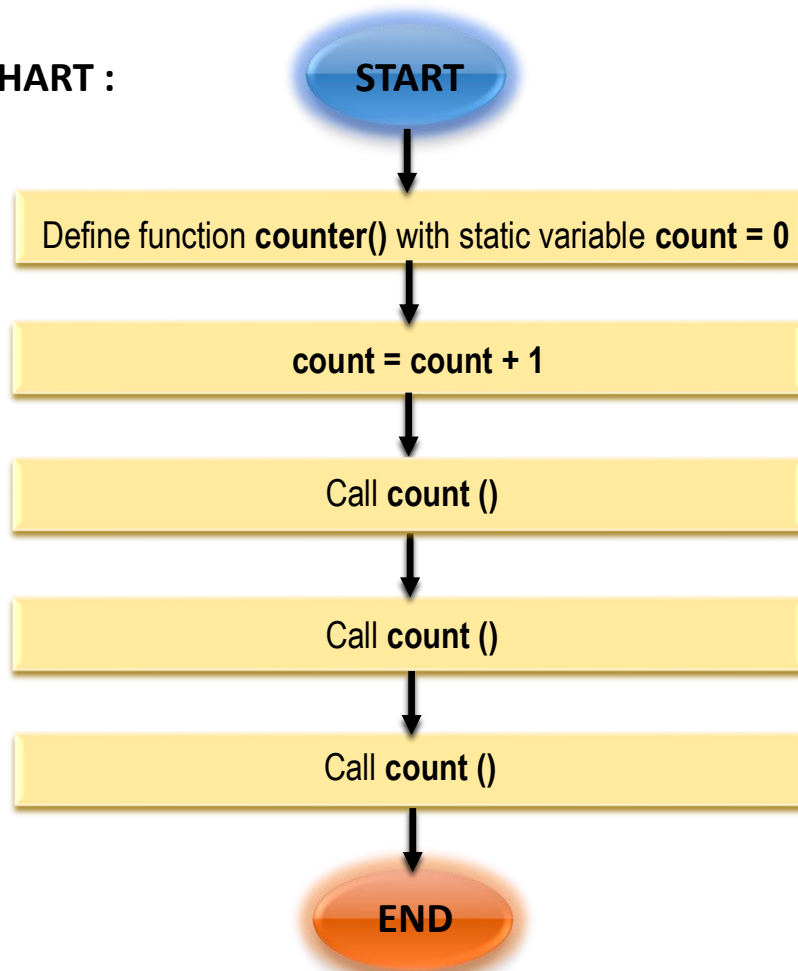 HART :
START
Define function counter() with static variable count = 0
count = count + 1
Call count ()
Call count ()
Call count ()
END